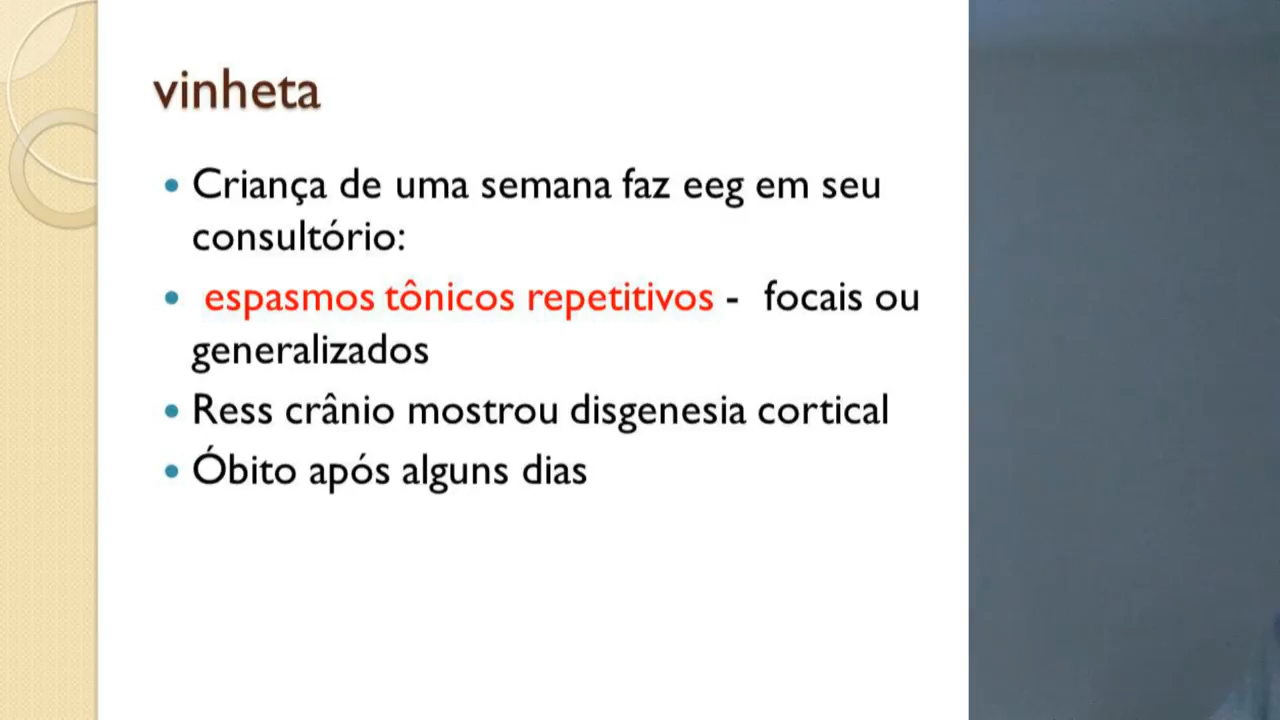 vinheta
• Criança de uma semana faz eeg em seu
consultório:
• espasmos tônicos repetitivos - focais ou
generalizados
• Ress crânio mostrou disgenesia cortical
• Óbito após alguns dias